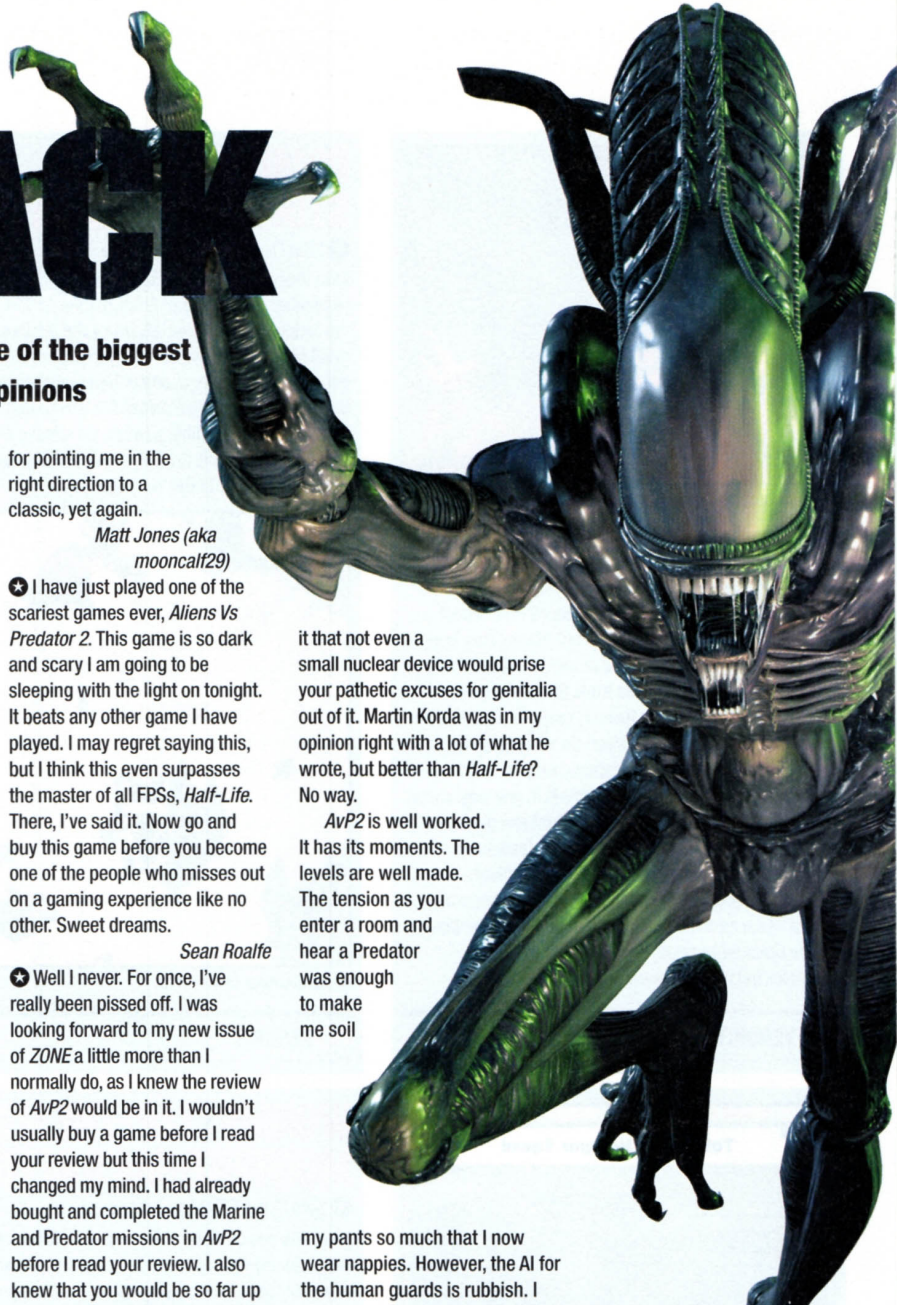 ACK
e of the biggest
pinions
for pointing me in the
right direction to a
classic, yet again.
Matt Jones (aka
mooncalf29)
I have just played one of the
scariest games ever, Aliens Vs
Predator 2. This game is so dark
and scary I am going to be
sleeping with the light on tonight.
It beats any other game I have
played. I may regret saying this,
but I think this even surpasses
the master of all FPSs, Half-Life.
There, I've said it. Now go and
buy this game before you become
one of the people who misses out
on a gaming experience like no
other. Sweet dreams.
Sean Roalfe
Well I never. For once, I've
really been pissed off. I was
looking forward to my new issue
of ZONE a little more than I
normally do, as I knew the review
of AvP2 would be in it. I wouldn't
usually buy a game before I read
your review but this time I
changed my mind. I had already
bought and completed the Marine
and Predator missions in AvP2
before I read your review. I also
knew that you would be so far up
it that not even a
small nuclear device would prise
your pathetic excuses for genitalia
out of it. Martin Korda was in my
opinion right with a lot of what he
wrote, but better than Half-Life?
No way.
AvP2 is well worked.
It has its moments. The
levels are well made.
The tension as you
enter a room and
hear a Predator
was enough
to make
me soil
my pants so much that I now
wear nappies. However, the AI for
the human guards is rubbish. I